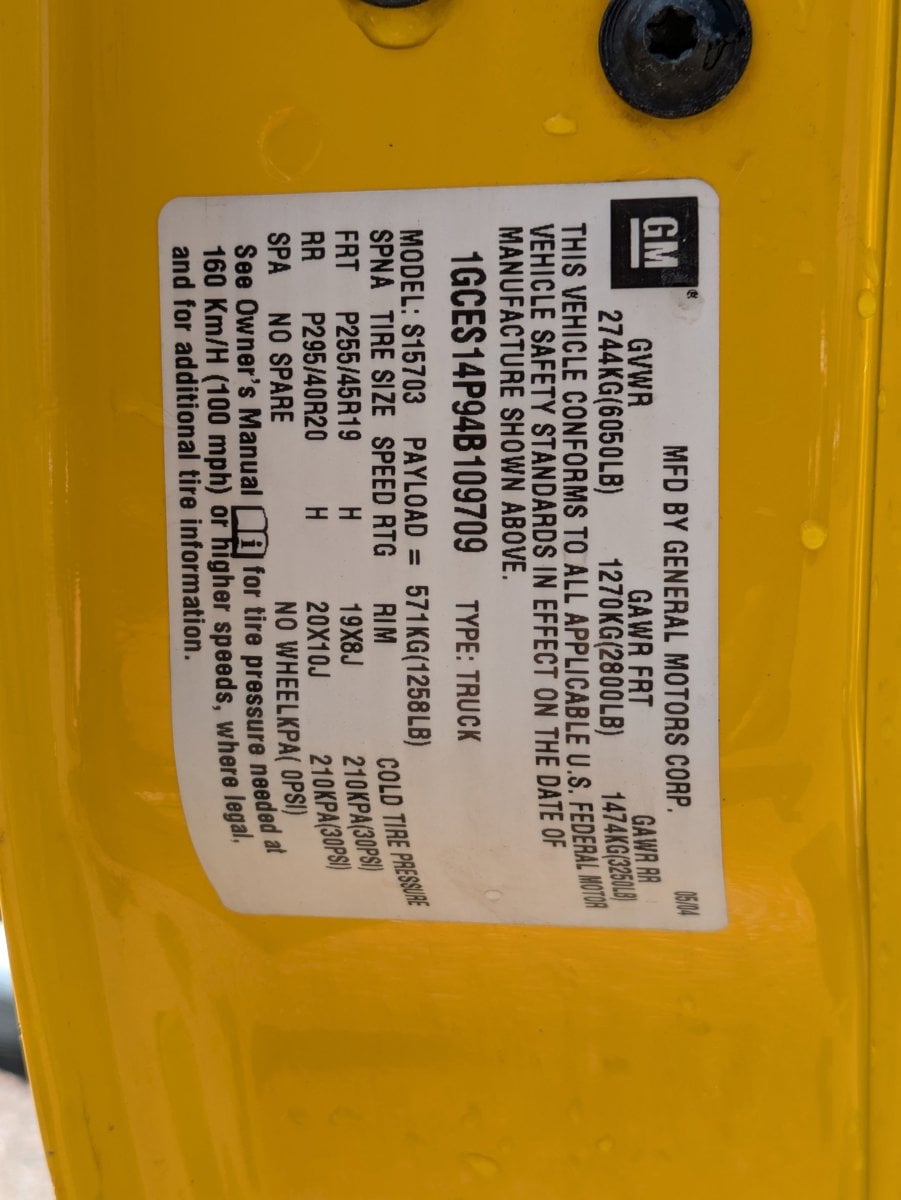 GM®
MFD BY GENERAL MOTORS CORP. 05/04
GVWR GAWR FRT GAWR RR
2744KG(6050LB) 1270KG(2800LB) 1474KG(3250LB)
THIS VEHICLE CONFORMS TO ALL APPLICABLE U.S. FEDERAL MOTOR
VEHICLE SAFETY STANDARDS IN EFFECT ON THE DATE OF
MANUFACTURE SHOWN ABOVE.
1GCES14P94B109709 TYPE: TRUCK
MODEL: S15703 PAYLOAD = 571KG(1258LB)
SPNA TIRE SIZE SPEED RTG RIM COLD TIRE PRESSURE
FRT P255/45R19 H 19X8J 210KPA(30PSI)
RR P295/40R20 H 20X10J 210KPA(30PSI)
SPA NO SPARE NO WHEELKPA( 0PSI)
See Owner's Manual i for tire pressure needed at
160 Km/H (100 mph) or higher speeds, where legal,
and for additional tire information.